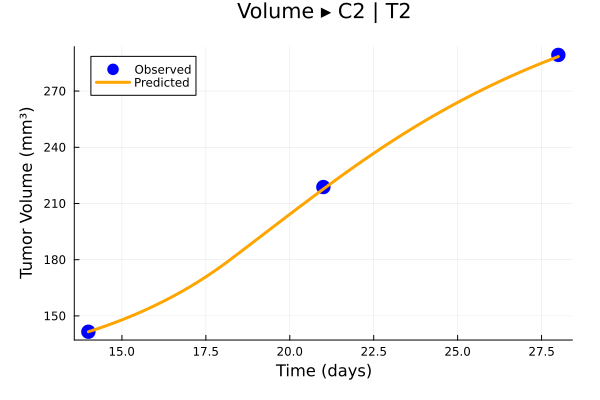 Volume ▸ C2 | T2
Observed
Predicted
Tumor Volume (mm³)
270
240
210
180
150
15.0 17.5 20.0 22.5 25.0 27.5
Time (days)